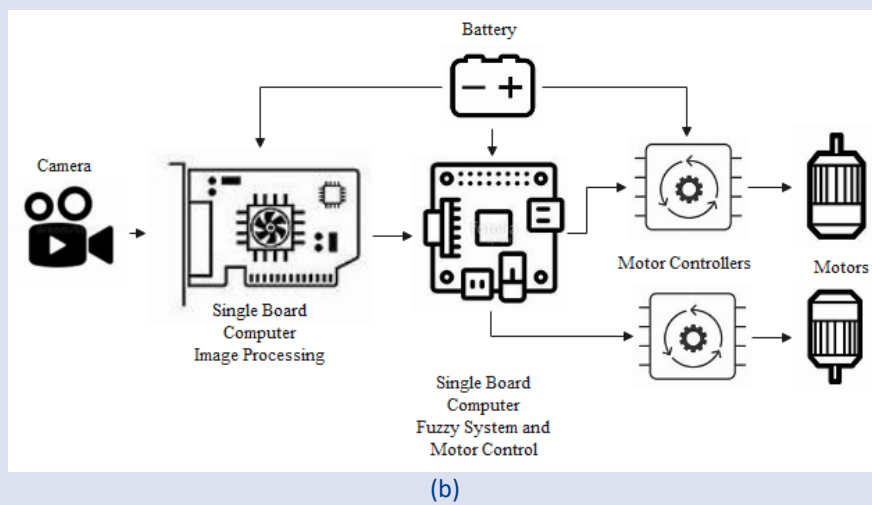 Battery
Camera
Motor Controllers
Motors
Single Board
Computer
Image Processing
Single Board
Computer
Fuzzy System and
Motor Control
(b)